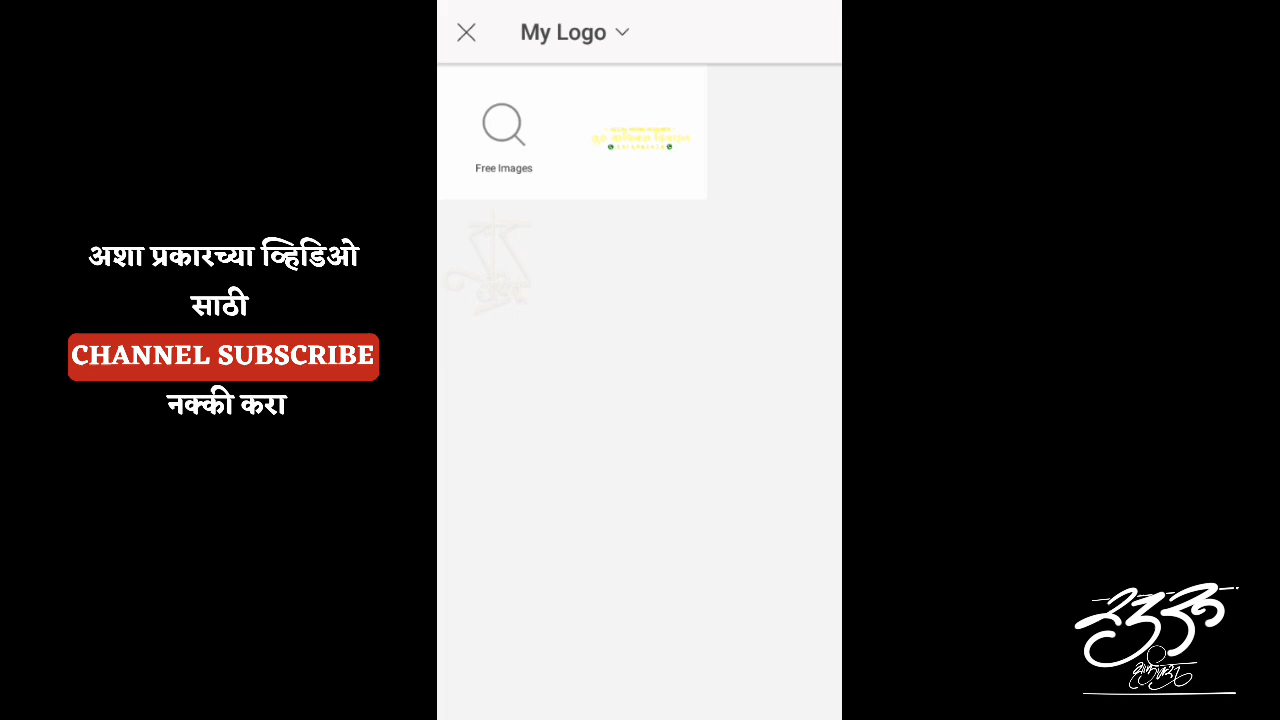 My Logo
Free Images
अशा प्रकारच्या व्हिडिओ
साठी
CHANNEL SUBSCRIBE
नक्की करा